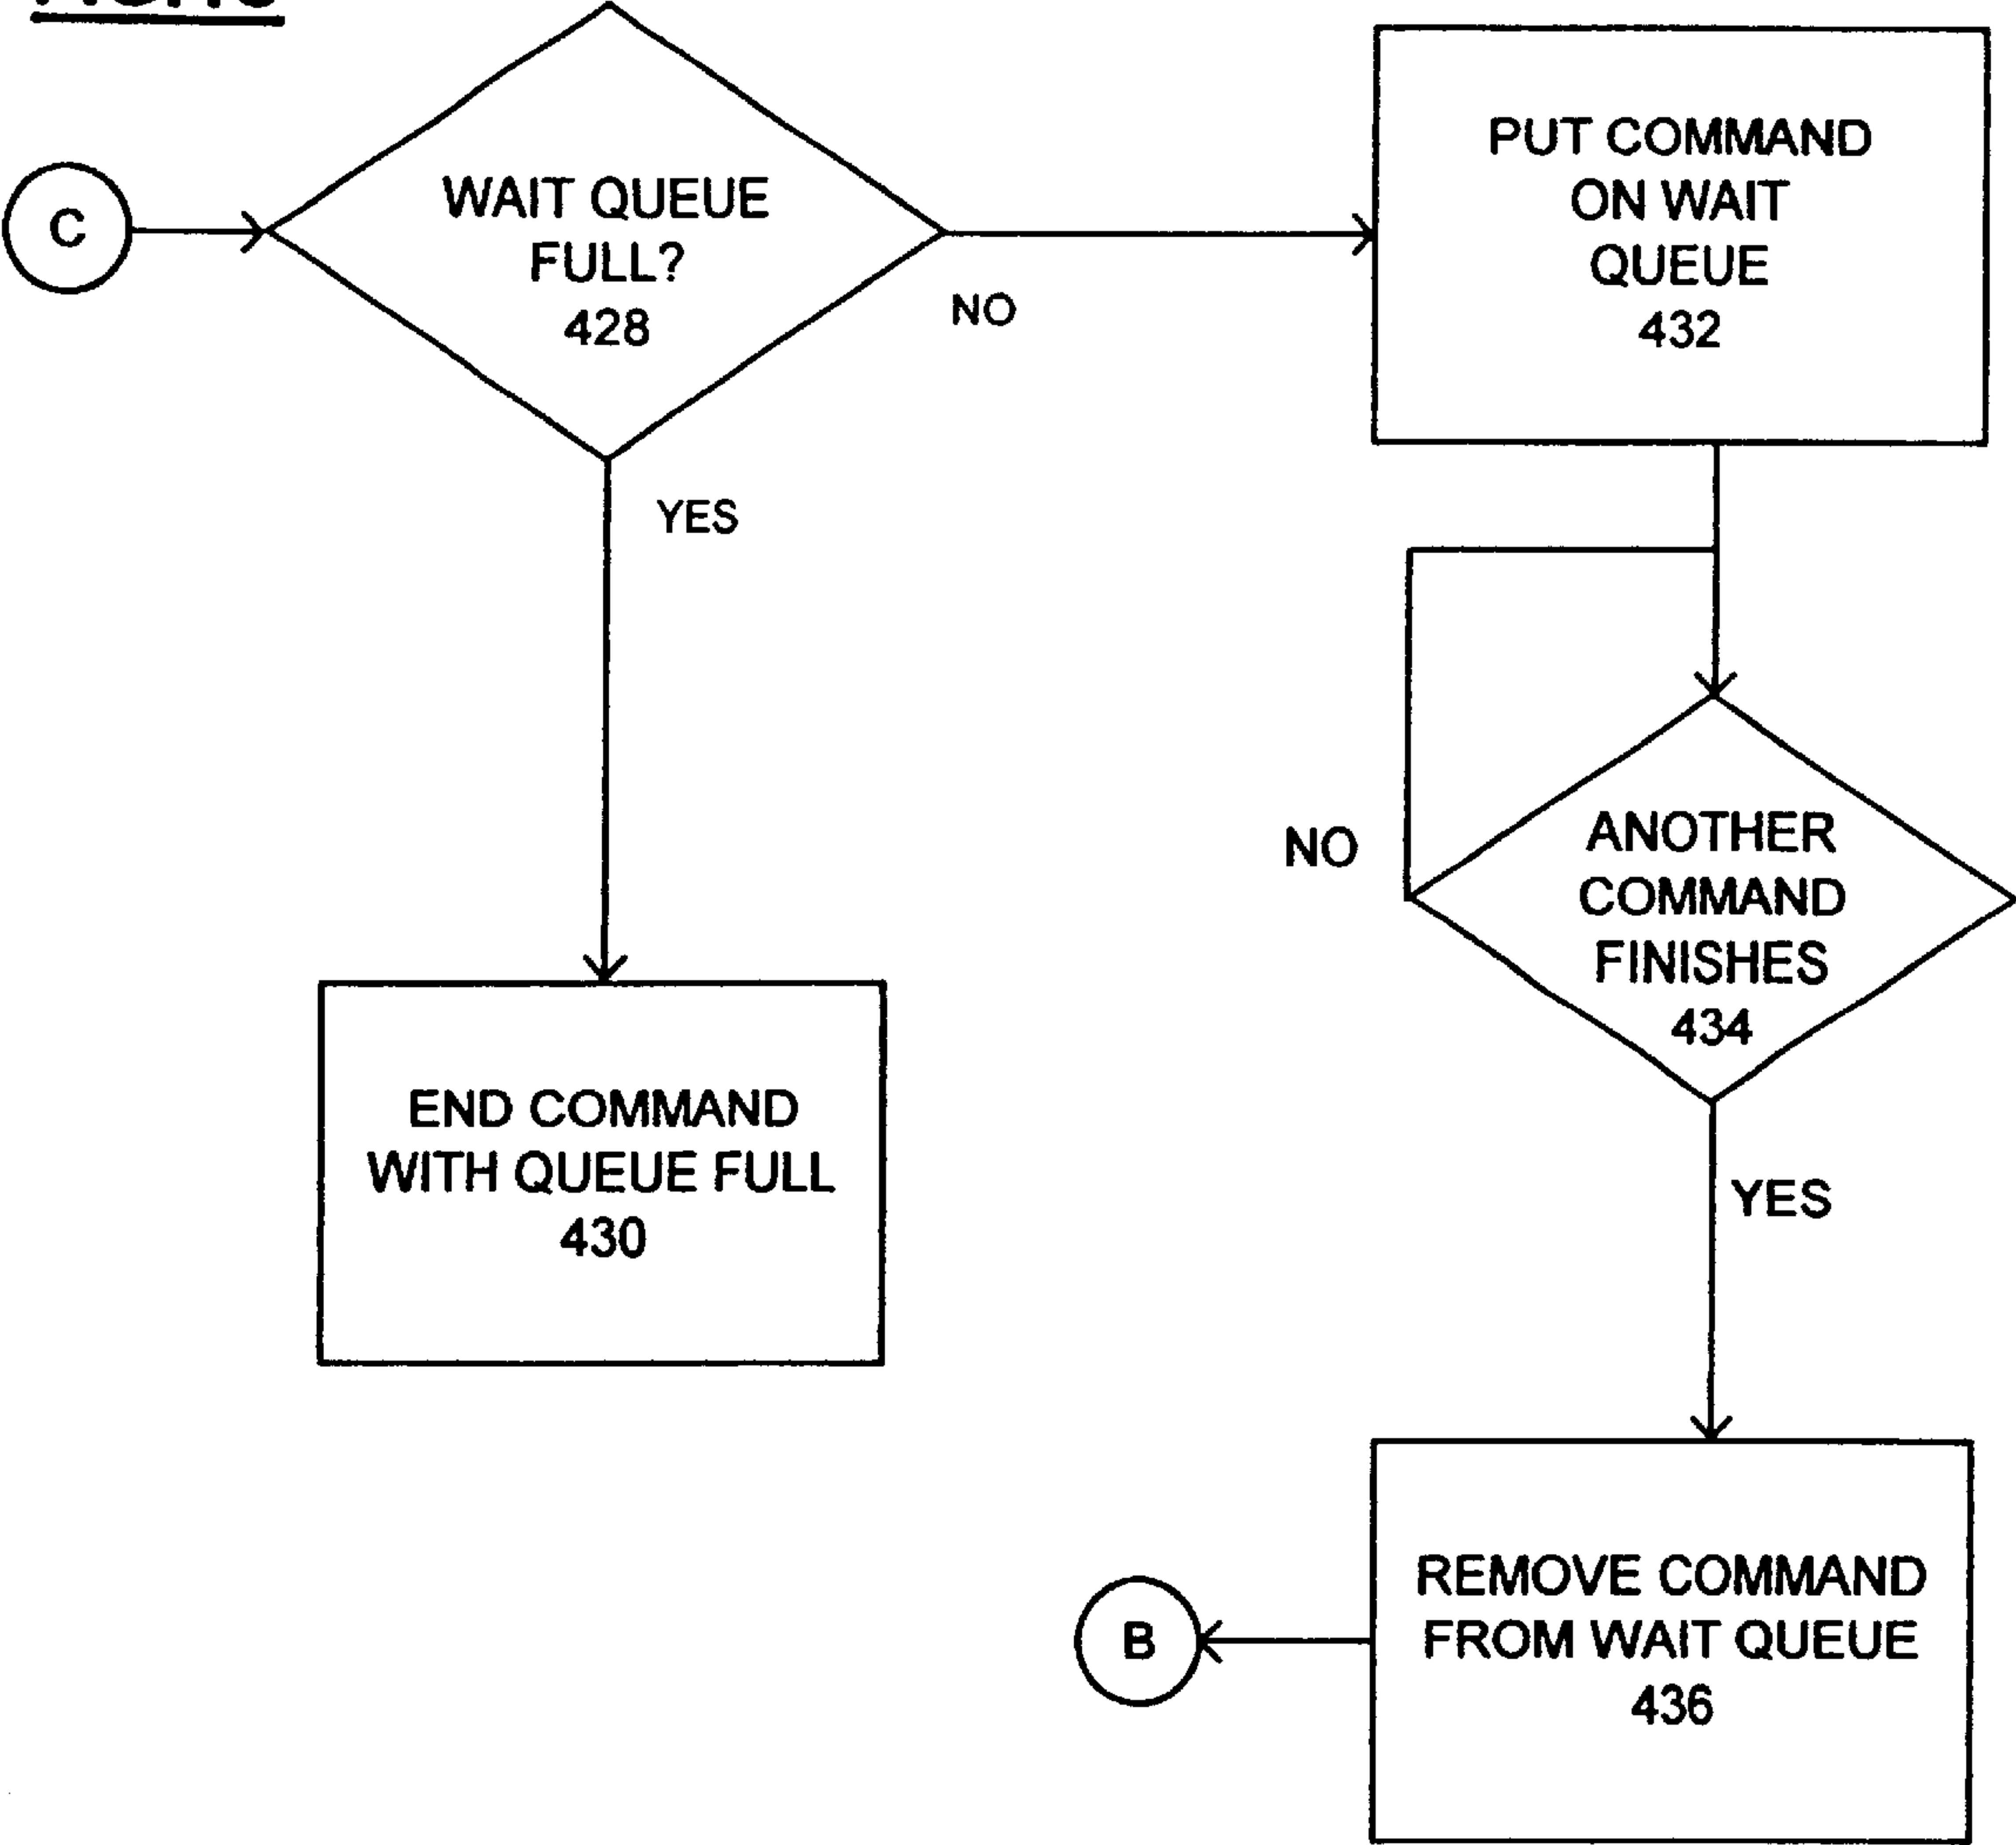 C
WAIT QUEUE
FULL?
428
NO
YES
PUT COMMAND
ON WAIT
QUEUE
432
NO
ANOTHER
COMMAND
FINISHES
434
YES
END COMMAND
WITH QUEUE FULL
430
REMOVE COMMAND
FROM WAIT QUEUE
436
B